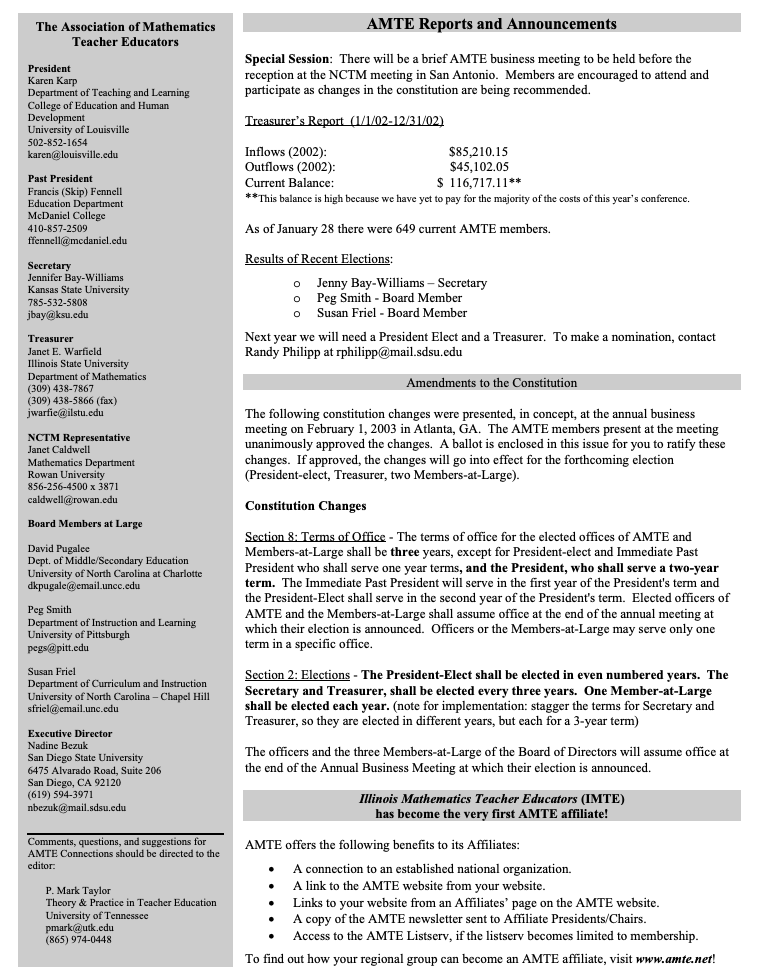 The Association of Mathematics
Teacher Educators
President
Karen Karp
Department of Teaching and Learning
College of Education and Human
Development
University of Louisville
502-852-1654
karen@louisville.edu
Past President
Francis (Skip) Fennell
Education Department
McDaniel College
410-857-2509
ffennell@mcdaniel.edu
Secretary
Jennifer Bay-Williams
Kansas State University
785-532-5808
jbay@ksu.edu
Treasurer
Janet E. Warfield
Illinois State University
Department of Mathematics
(309) 438-7867
(309) 438-5866 (fax)
jwarfie@ilstu.edu
NCTM Representative
Janet Caldwell
Mathematics Department
Rowan University
856-256-4500 x 3871
caldwell@rowan.edu
Board Members at Large
David Pugalee
Dept. of Middle/Secondary Education
University of North Carolina at Charlotte
dkpugale@email.uncc.edu
Peg Smith
Department of Instruction and Learning
University of Pittsburgh
pegs@pitt.edu
Susan Friel
Department of Curriculum and Instruction
University of North Carolina – Chapel Hill
sfriel@email.unc.edu
Executive Director
Nadine Bezuk
San Diego State University
6475 Alvarado Road, Suite 206
San Diego, CA 92120
(619) 594-3971
nbezuk@mail.sdsu.edu
Comments, questions, and suggestions for
AMTE Connections should be directed to the
editor:
P. Mark Taylor
Theory & Practice in Teacher Education
University of Tennessee
pmark@utk.edu
(865) 974-0448
AMTE Reports and Announcements
Special Session: There will be a brief AMTE business meeting to be held before the
reception at the NCTM meeting in San Antonio. Members are encouraged to attend and
participate as changes in the constitution are being recommended.
Treasurer's Report (1/1/02-12/31/02)
Inflows (2002): $85,210.15
Outflows (2002): $45,102.05
Current Balance: $ 116,717.11**
**This balance is high because we have yet to pay for the majority of the costs of this year's conference.
As of January 28 there were 649 current AMTE members.
Results of Recent Elections:
o Jenny Bay-Williams – Secretary
o Peg Smith - Board Member
o Susan Friel - Board Member
Next year we will need a President Elect and a Treasurer. To make a nomination, contact
Randy Philipp at rphilipp@mail.sdsu.edu
Amendments to the Constitution
The following constitution changes were presented, in concept, at the annual business
meeting on February 1, 2003 in Atlanta, GA. The AMTE members present at the meeting
unanimously approved the changes. A ballot is enclosed in this issue for you to ratify these
changes. If approved, the changes will go into effect for the forthcoming election
(President-elect, Treasurer, two Members-at-Large).
Constitution Changes
Section 8: Terms of Office - The terms of office for the elected offices of AMTE and
Members-at-Large shall be three years, except for President-elect and Immediate Past
President who shall serve one year terms, and the President, who shall serve a two-year
term. The Immediate Past President will serve in the first year of the President's term and
the President-Elect shall serve in the second year of the President's term. Elected officers of
AMTE and the Members-at-Large shall assume office at the end of the annual meeting at
which their election is announced. Officers or the Members-at-Large may serve only one
term in a specific office.
Section 2: Elections - The President-Elect shall be elected in even numbered years. The
Secretary and Treasurer, shall be elected every three years. One Member-at-Large
shall be elected each year. (note for implementation: stagger the terms for Secretary and
Treasurer, so they are elected in different years, but each for a 3-year term)
The officers and the three Members-at-Large of the Board of Directors will assume office at
the end of the Annual Business Meeting at which their election is announced.
Illinois Mathematics Teacher Educators (IMTE)
has become the very first AMTE affiliate!
AMTE offers the following benefits to its Affiliates:
• A connection to an established national organization.
• A link to the AMTE website from your website.
• Links to your website from an Affiliates' page on the AMTE website.
• A copy of the AMTE newsletter sent to Affiliate Presidents/Chairs.
• Access to the AMTE Listserv, if the listserv becomes limited to membership.
To find out how your regional group can become an AMTE affiliate, visit www.amte.net!